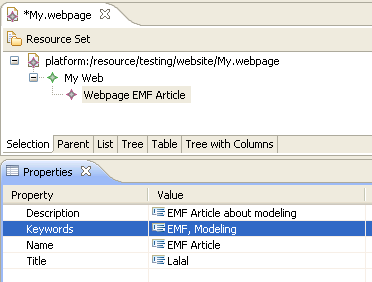 *My.webpage
Resource Set
platform:/resource/testing/website/My.webpage
My Web
Webpage EMF Article
Selection Parent List Tree Table Tree with Columns
Properties
Property Value
Description EMF Article about modeling
Keywords EMF, Modeling
Name EMF Article
Title Lalal